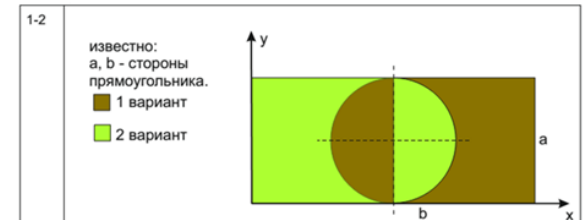 1-2
известно:
a, b - стороны
прямоугольника.
1 вариант
2 вариант
y
a
b
x